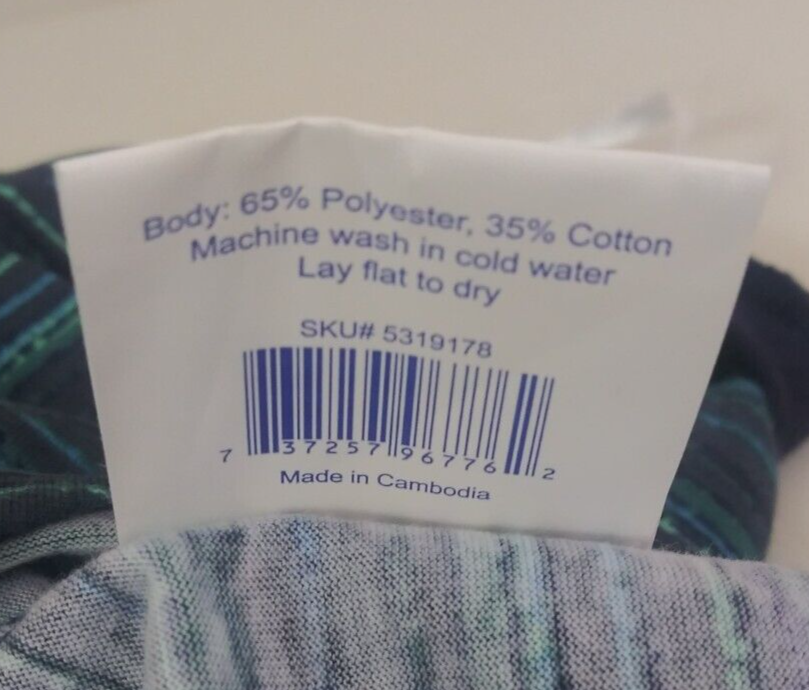 Body: 65% Polyester, 35% Cotton
Machine wash in cold water
Lay flat to dry
SKU# 5319178
7 37257 96776 2
Made in Cambodia